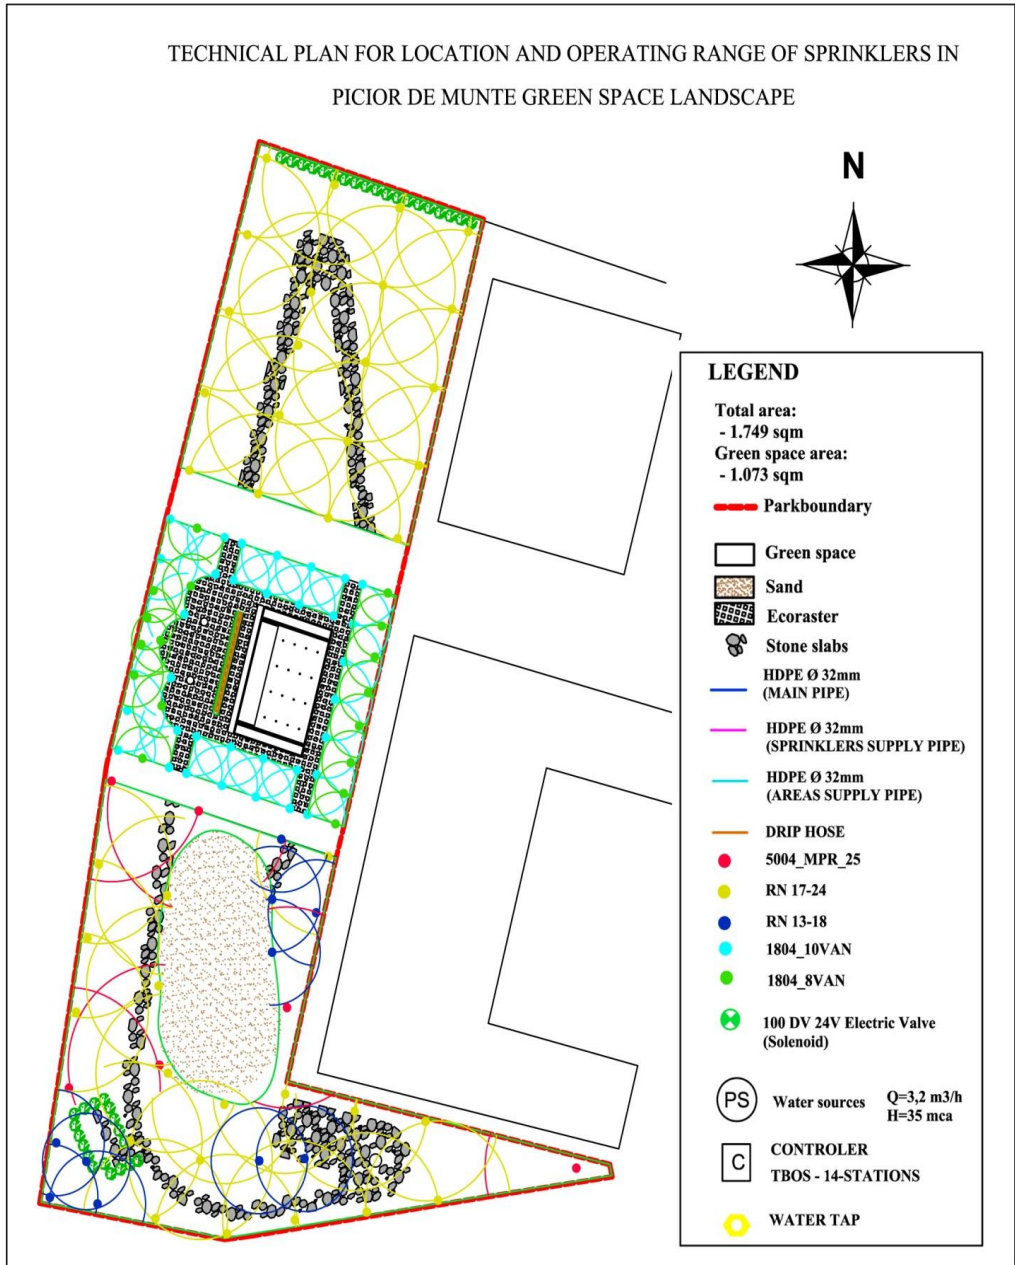 TECHNICAL PLAN FOR LOCATION AND OPERATING RANGE OF SPRINKLERS IN
PICIOR DE MUNTE GREEN SPACE LANDSCAPE
N
LEGEND
Total area:
- 1.749 sqm
Green space area:
- 1.073 sqm
Parkboundary
Green space
Sand
Ecoraster
Stone slabs
HDPE Ø 32mm
(MAIN PIPE)
HDPE Ø 32mm
(SPRINKLERS SUPPLY PIPE)
HDPE Ø 32mm
(AREAS SUPPLY PIPE)
DRIP HOSE
5004_MPR_25
RN 17-24
RN 13-18
1804_10VAN
1804_8VAN
100 DV 24V Electric Valve
(Solenoid)
PS Water sources Q=3,2 m3/h
H=35 mca
C CONTROLER
TBOS - 14-STATIONS
WATER TAP